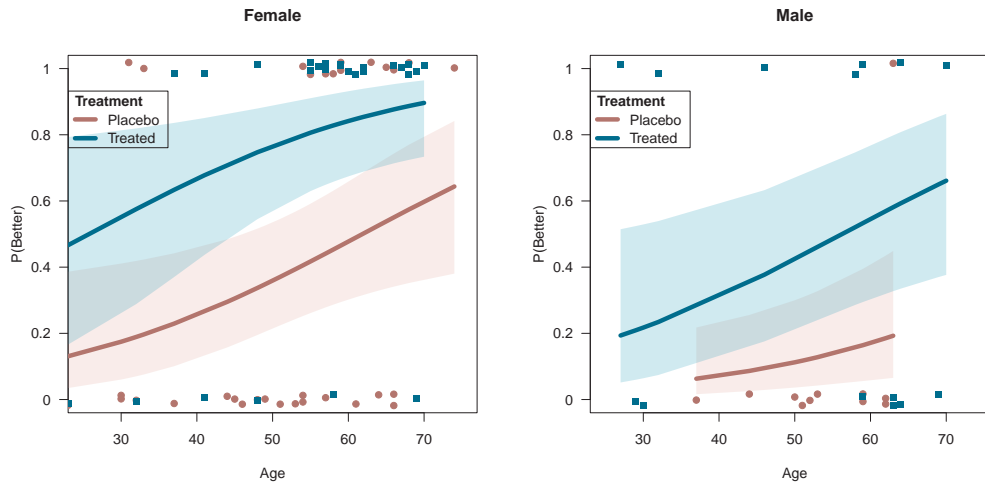 Female
1
0.8
0.6
0.4
0.2
0
P(Better)
Treatment
Placebo
Treated
30 40 50 60 70
Age
Male
1
0.8
0.6
0.4
0.2
0
P(Better)
Treatment
Placebo
Treated
30 40 50 60 70
Age